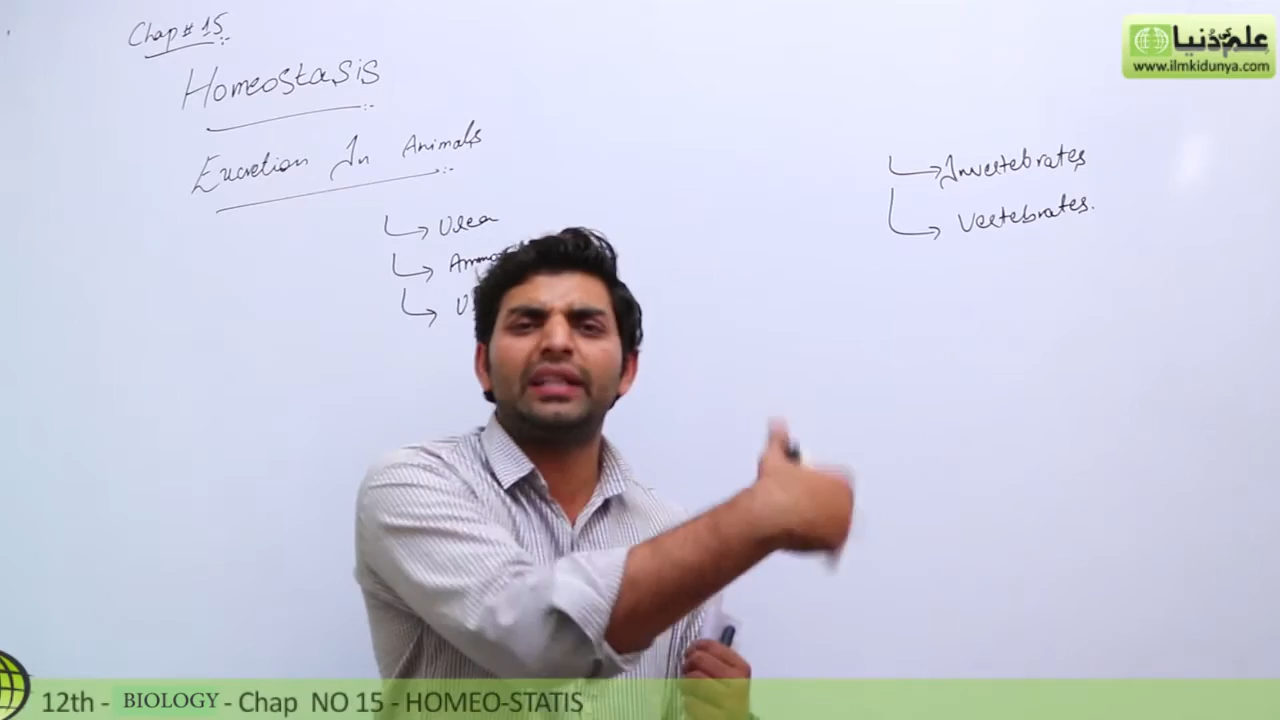 Chap # 15
Homeostasis
Excretion In Animals
Urea
Invertebrates
Vertebrates.
علم کی دُنیا
www.ilmkidunya.com
12th - BIOLOGY - Chap NO 15 - HOMEO-STATIS